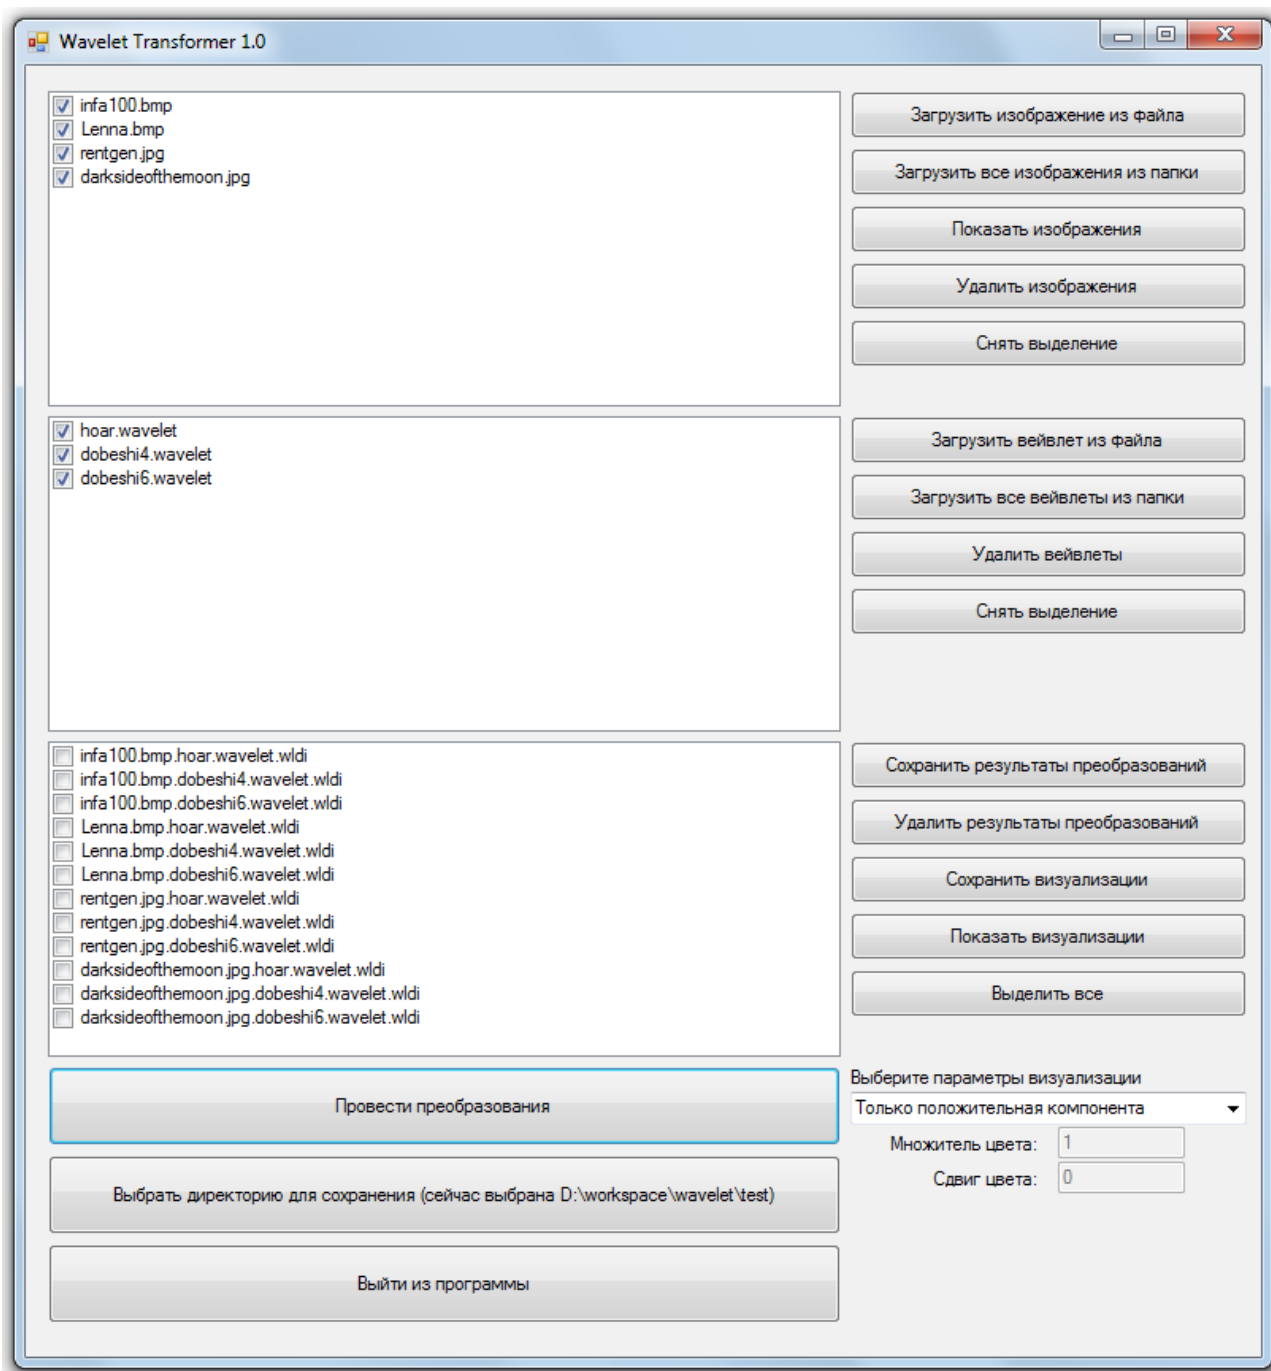 Wavelet Transformer 1.0
infa100.bmp
Lenna.bmp
rentgen.jpg
darksideofthemoon.jpg
Загрузить изображение из файла
Загрузить все изображения из папки
Показать изображения
Удалить изображения
Снять выделение
hoar.wavelet
dobeshi4.wavelet
dobeshi6.wavelet
Загрузить вейвлет из файла
Загрузить все вейвлеты из папки
Удалить вейвлеты
Снять выделение
infa100.bmp.hoar.wavelet.wldi
infa100.bmp.dobeshi4.wavelet.wldi
infa100.bmp.dobeshi6.wavelet.wldi
Lenna.bmp.hoar.wavelet.wldi
Lenna.bmp.dobeshi4.wavelet.wldi
Lenna.bmp.dobeshi6.wavelet.wldi
rentgen.jpg.hoar.wavelet.wldi
rentgen.jpg.dobeshi4.wavelet.wldi
rentgen.jpg.dobeshi6.wavelet.wldi
darksideofthemoon.jpg.hoar.wavelet.wldi
darksideofthemoon.jpg.dobeshi4.wavelet.wldi
darksideofthemoon.jpg.dobeshi6.wavelet.wldi
Сохранить результаты преобразований
Удалить результаты преобразований
Сохранить визуализации
Показать визуализации
Выделить все
Провести преобразования
Выбрать директорию для сохранения (сейчас выбрана D:\workspace\wavelet\test)
Выйти из программы
Выберите параметры визуализации
Только положительная компонента
Множитель цвета: 1
Сдвиг цвета: 0